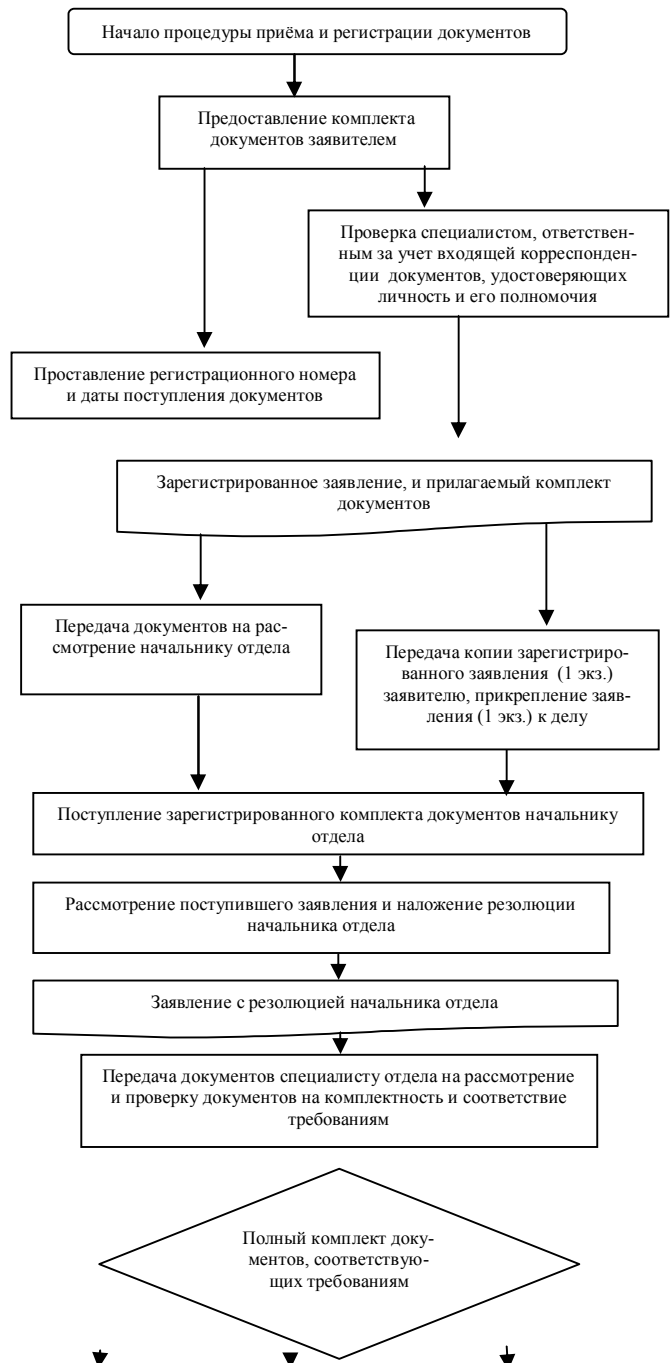 Начало процедуры приёма и регистрации документов
Предоставление комплекта
документов заявителем
Проверка специалистом, ответствен-
ным за учет входящей корреспонден-
ции документов, удостоверяющих
личность и его полномочия
Проставление регистрационного номера
и даты поступления документов
Зарегистрированное заявление, и прилагаемый комплект
документов
Передача документов на рас-
смотрение начальнику отдела
Передача копии зарегистриро-
ванного заявления (1 экз.)
заявителю, прикрепление заяв-
ления (1 экз.) к делу
Поступление зарегистрированного комплекта документов начальнику
отдела
Рассмотрение поступившего заявления и наложение резолюции
начальника отдела
Заявление с резолюцией начальника отдела
Передача документов специалисту отдела на рассмотрение
и проверку документов на комплектность и соответствие
требованиям
Полный комплект доку-
ментов, соответствую-
щих требованиям